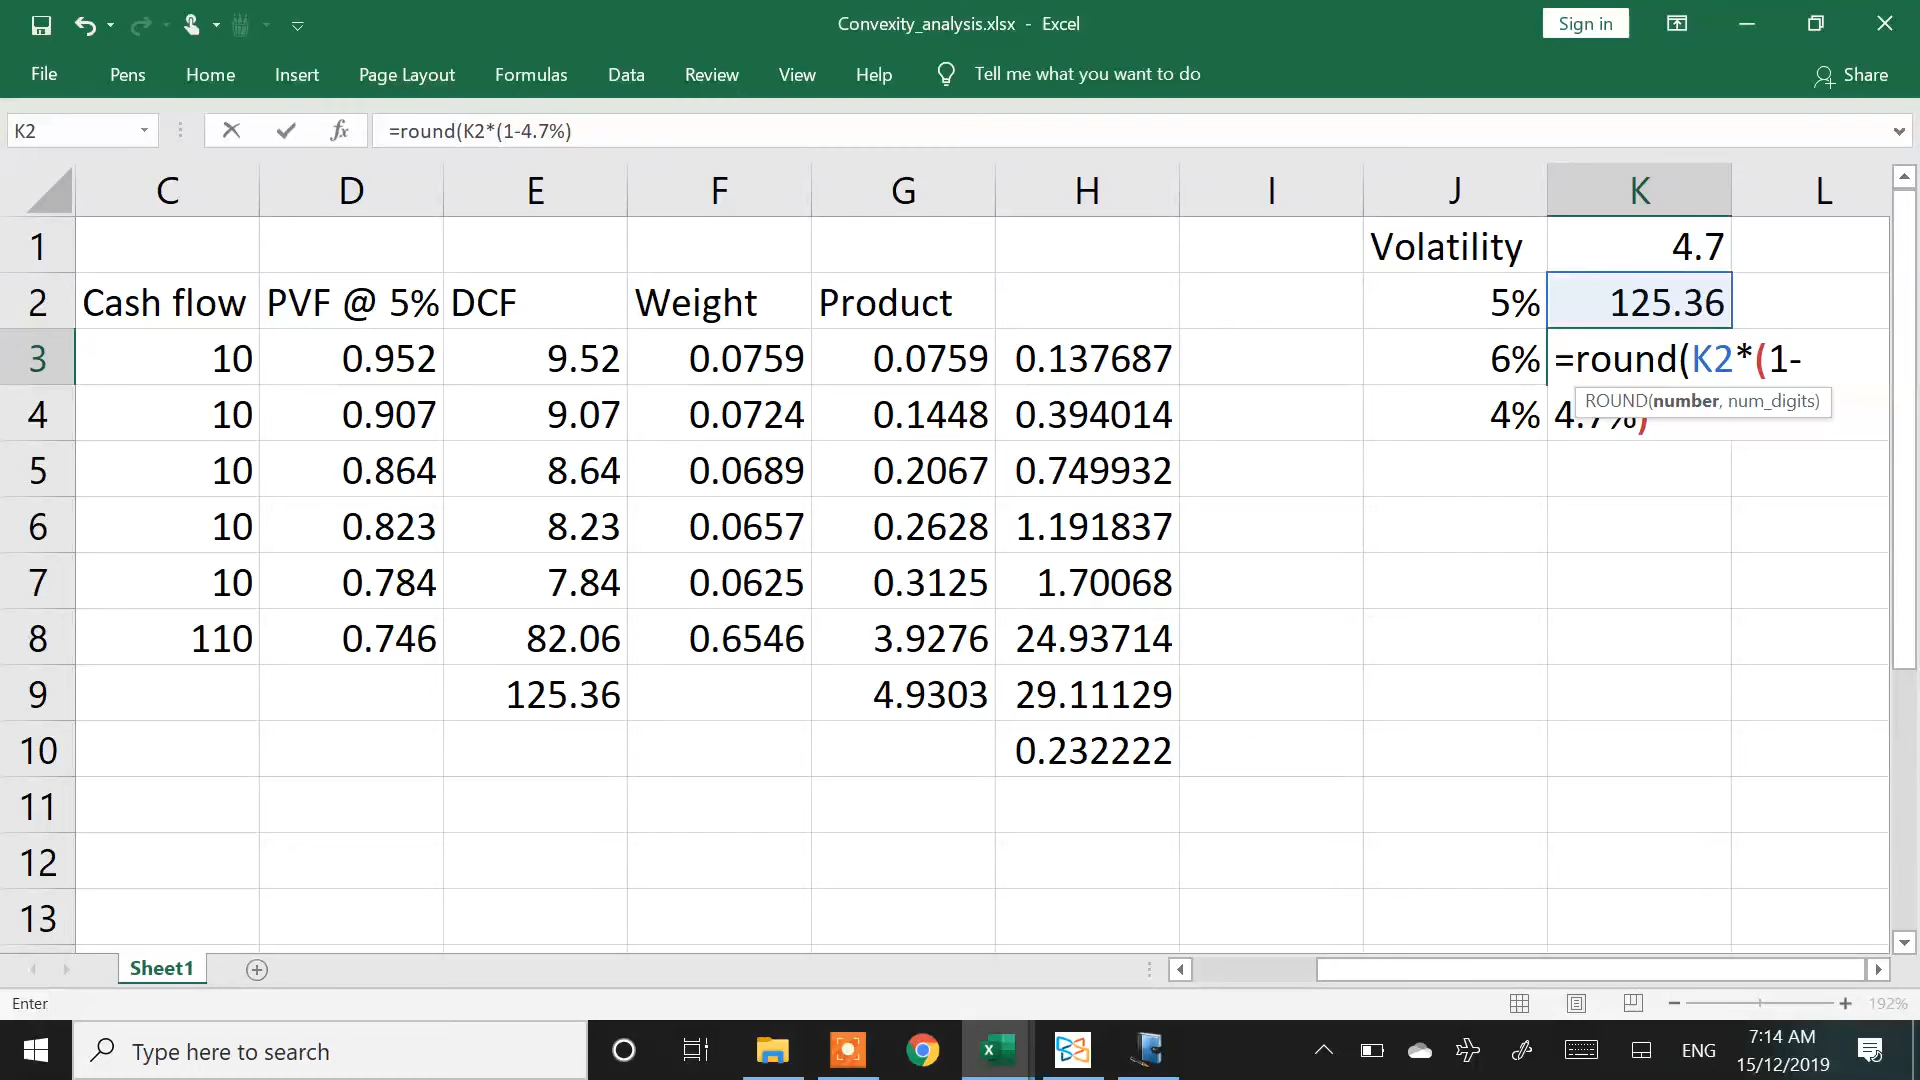 Convexity_analysis.xlsx - Excel
Sign in
File Pens Home Insert Page Layout Formulas Data Review View Help Tell me what you want to do Share
K2 fx =round(K2*(1-4.7%)
C D E F G H I J K L
1 Volatility 4.7
2 Cash flow PVF @ 5% DCF Weight Product 5% 125.36
3 10 0.952 9.52 0.0759 0.0759 0.137687 6% =round(K2*(1-
ROUND(number, num_digits)
4 10 0.907 9.07 0.0724 0.1448 0.394014 4% 4.7%)
5 10 0.864 8.64 0.0689 0.2067 0.749932
6 10 0.823 8.23 0.0657 0.2628 1.191837
7 10 0.784 7.84 0.0625 0.3125 1.70068
8 110 0.746 82.06 0.6546 3.9276 24.93714
9 125.36 4.9303 29.11129
10 0.232222
11
12
13
Sheet1
Enter 192%
Type here to search ENG 7:14 AM
15/12/2019